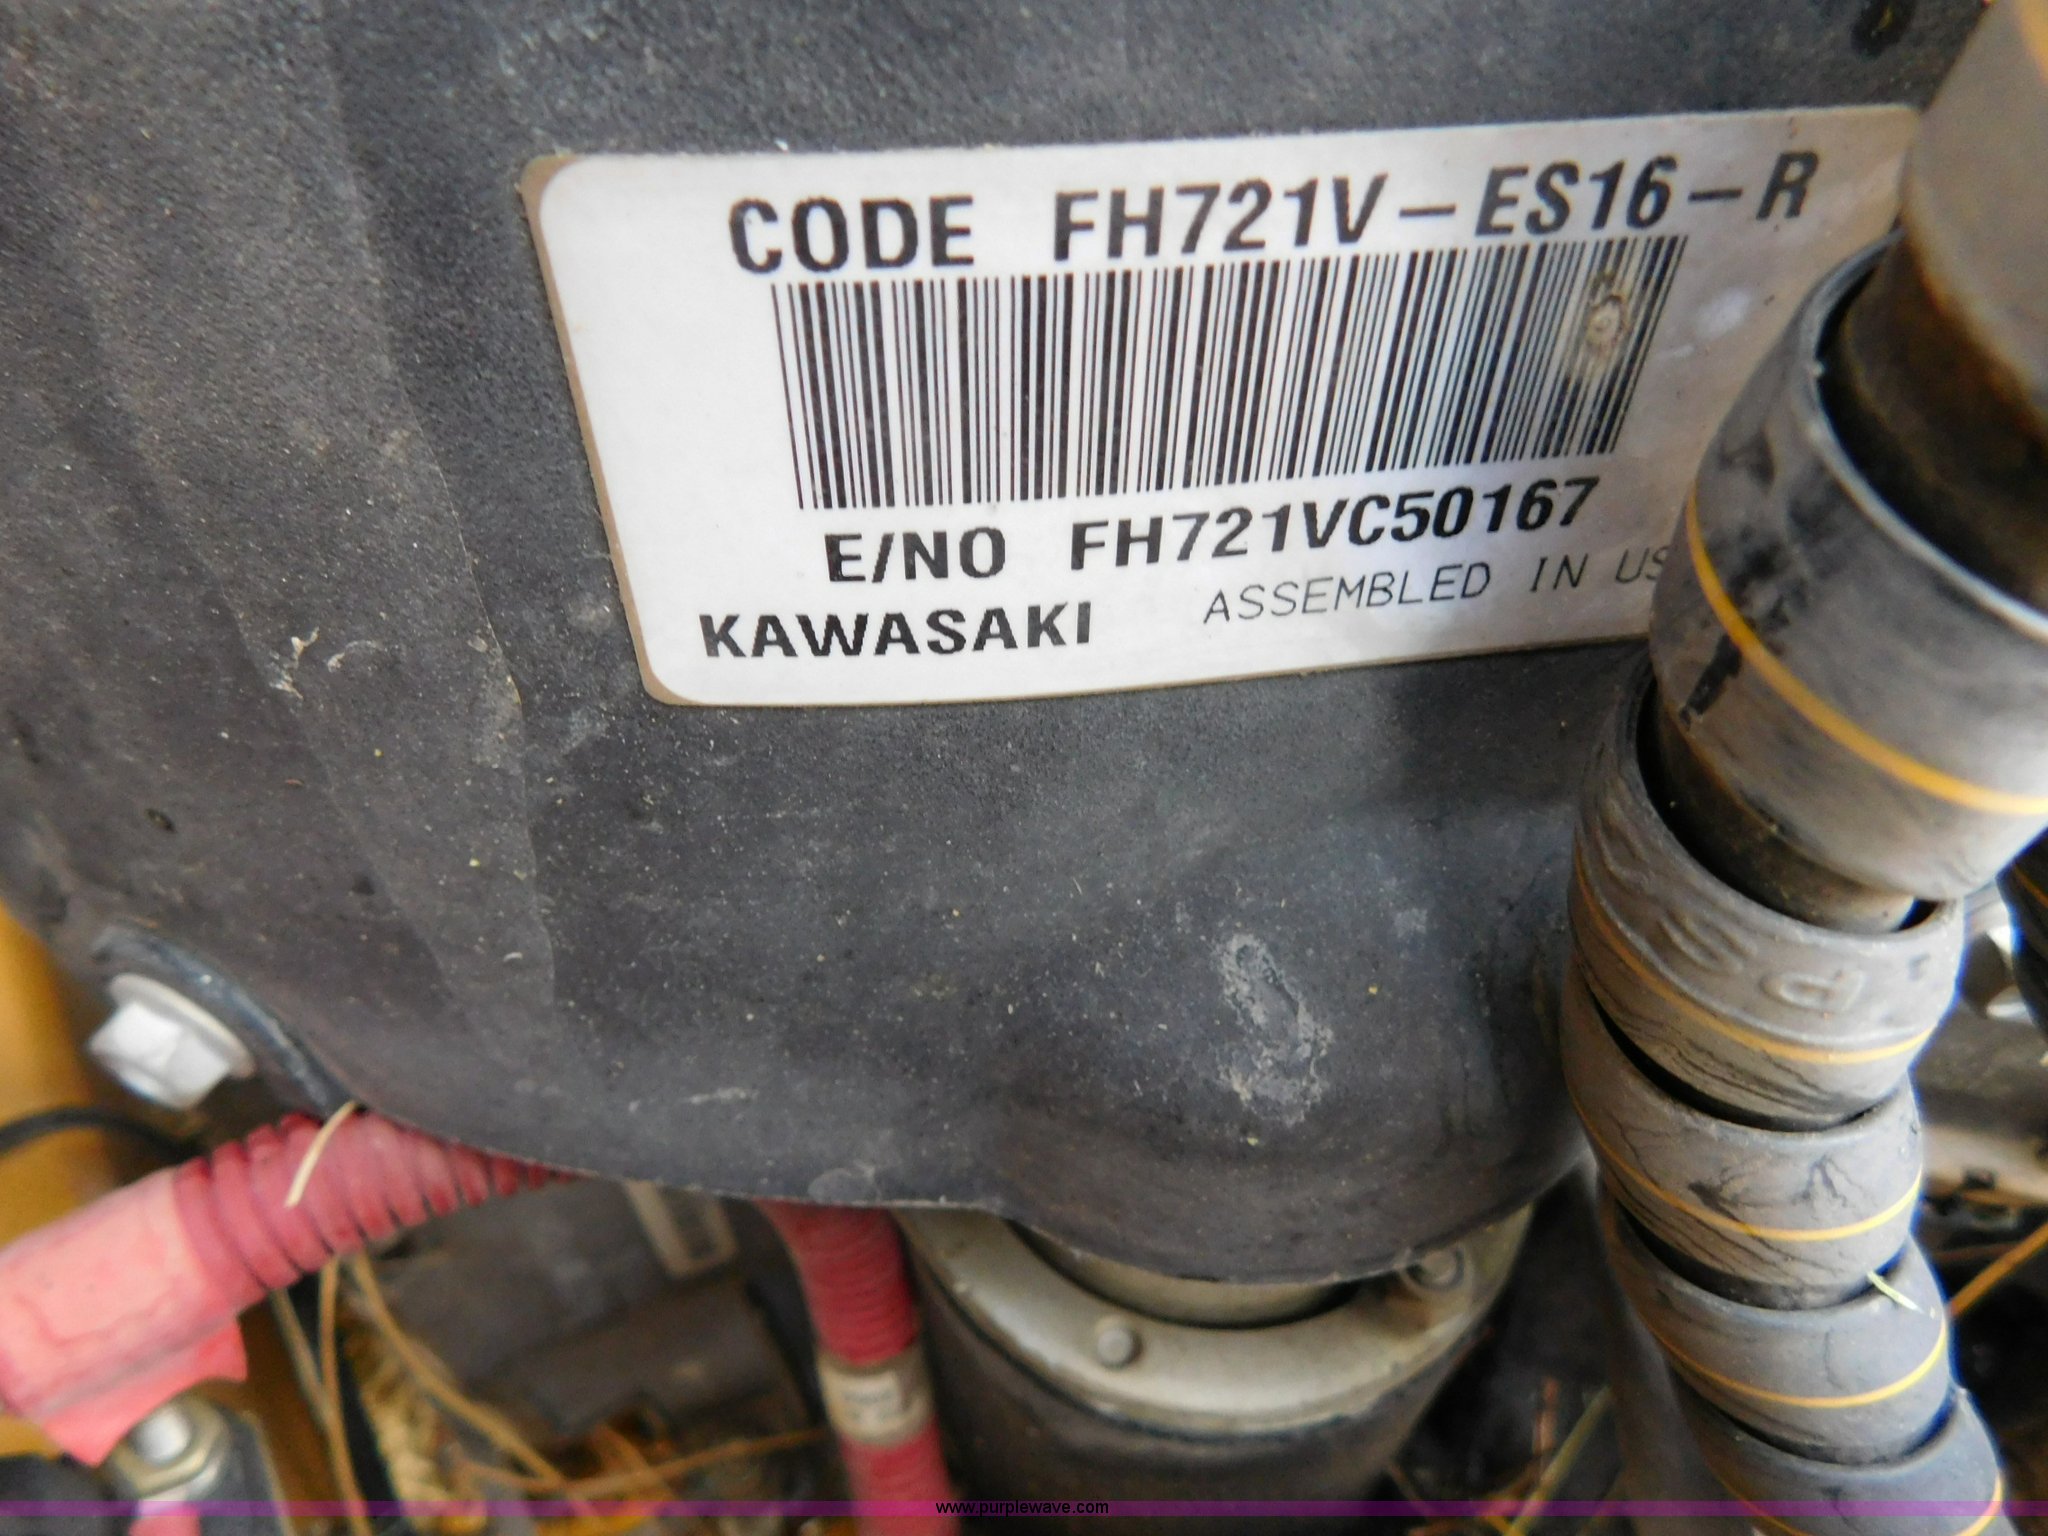 CODE FH721V-ES16-R
E/NO FH721VC50167
KAWASAKI ASSEMBLED IN US
www.purplewave.com